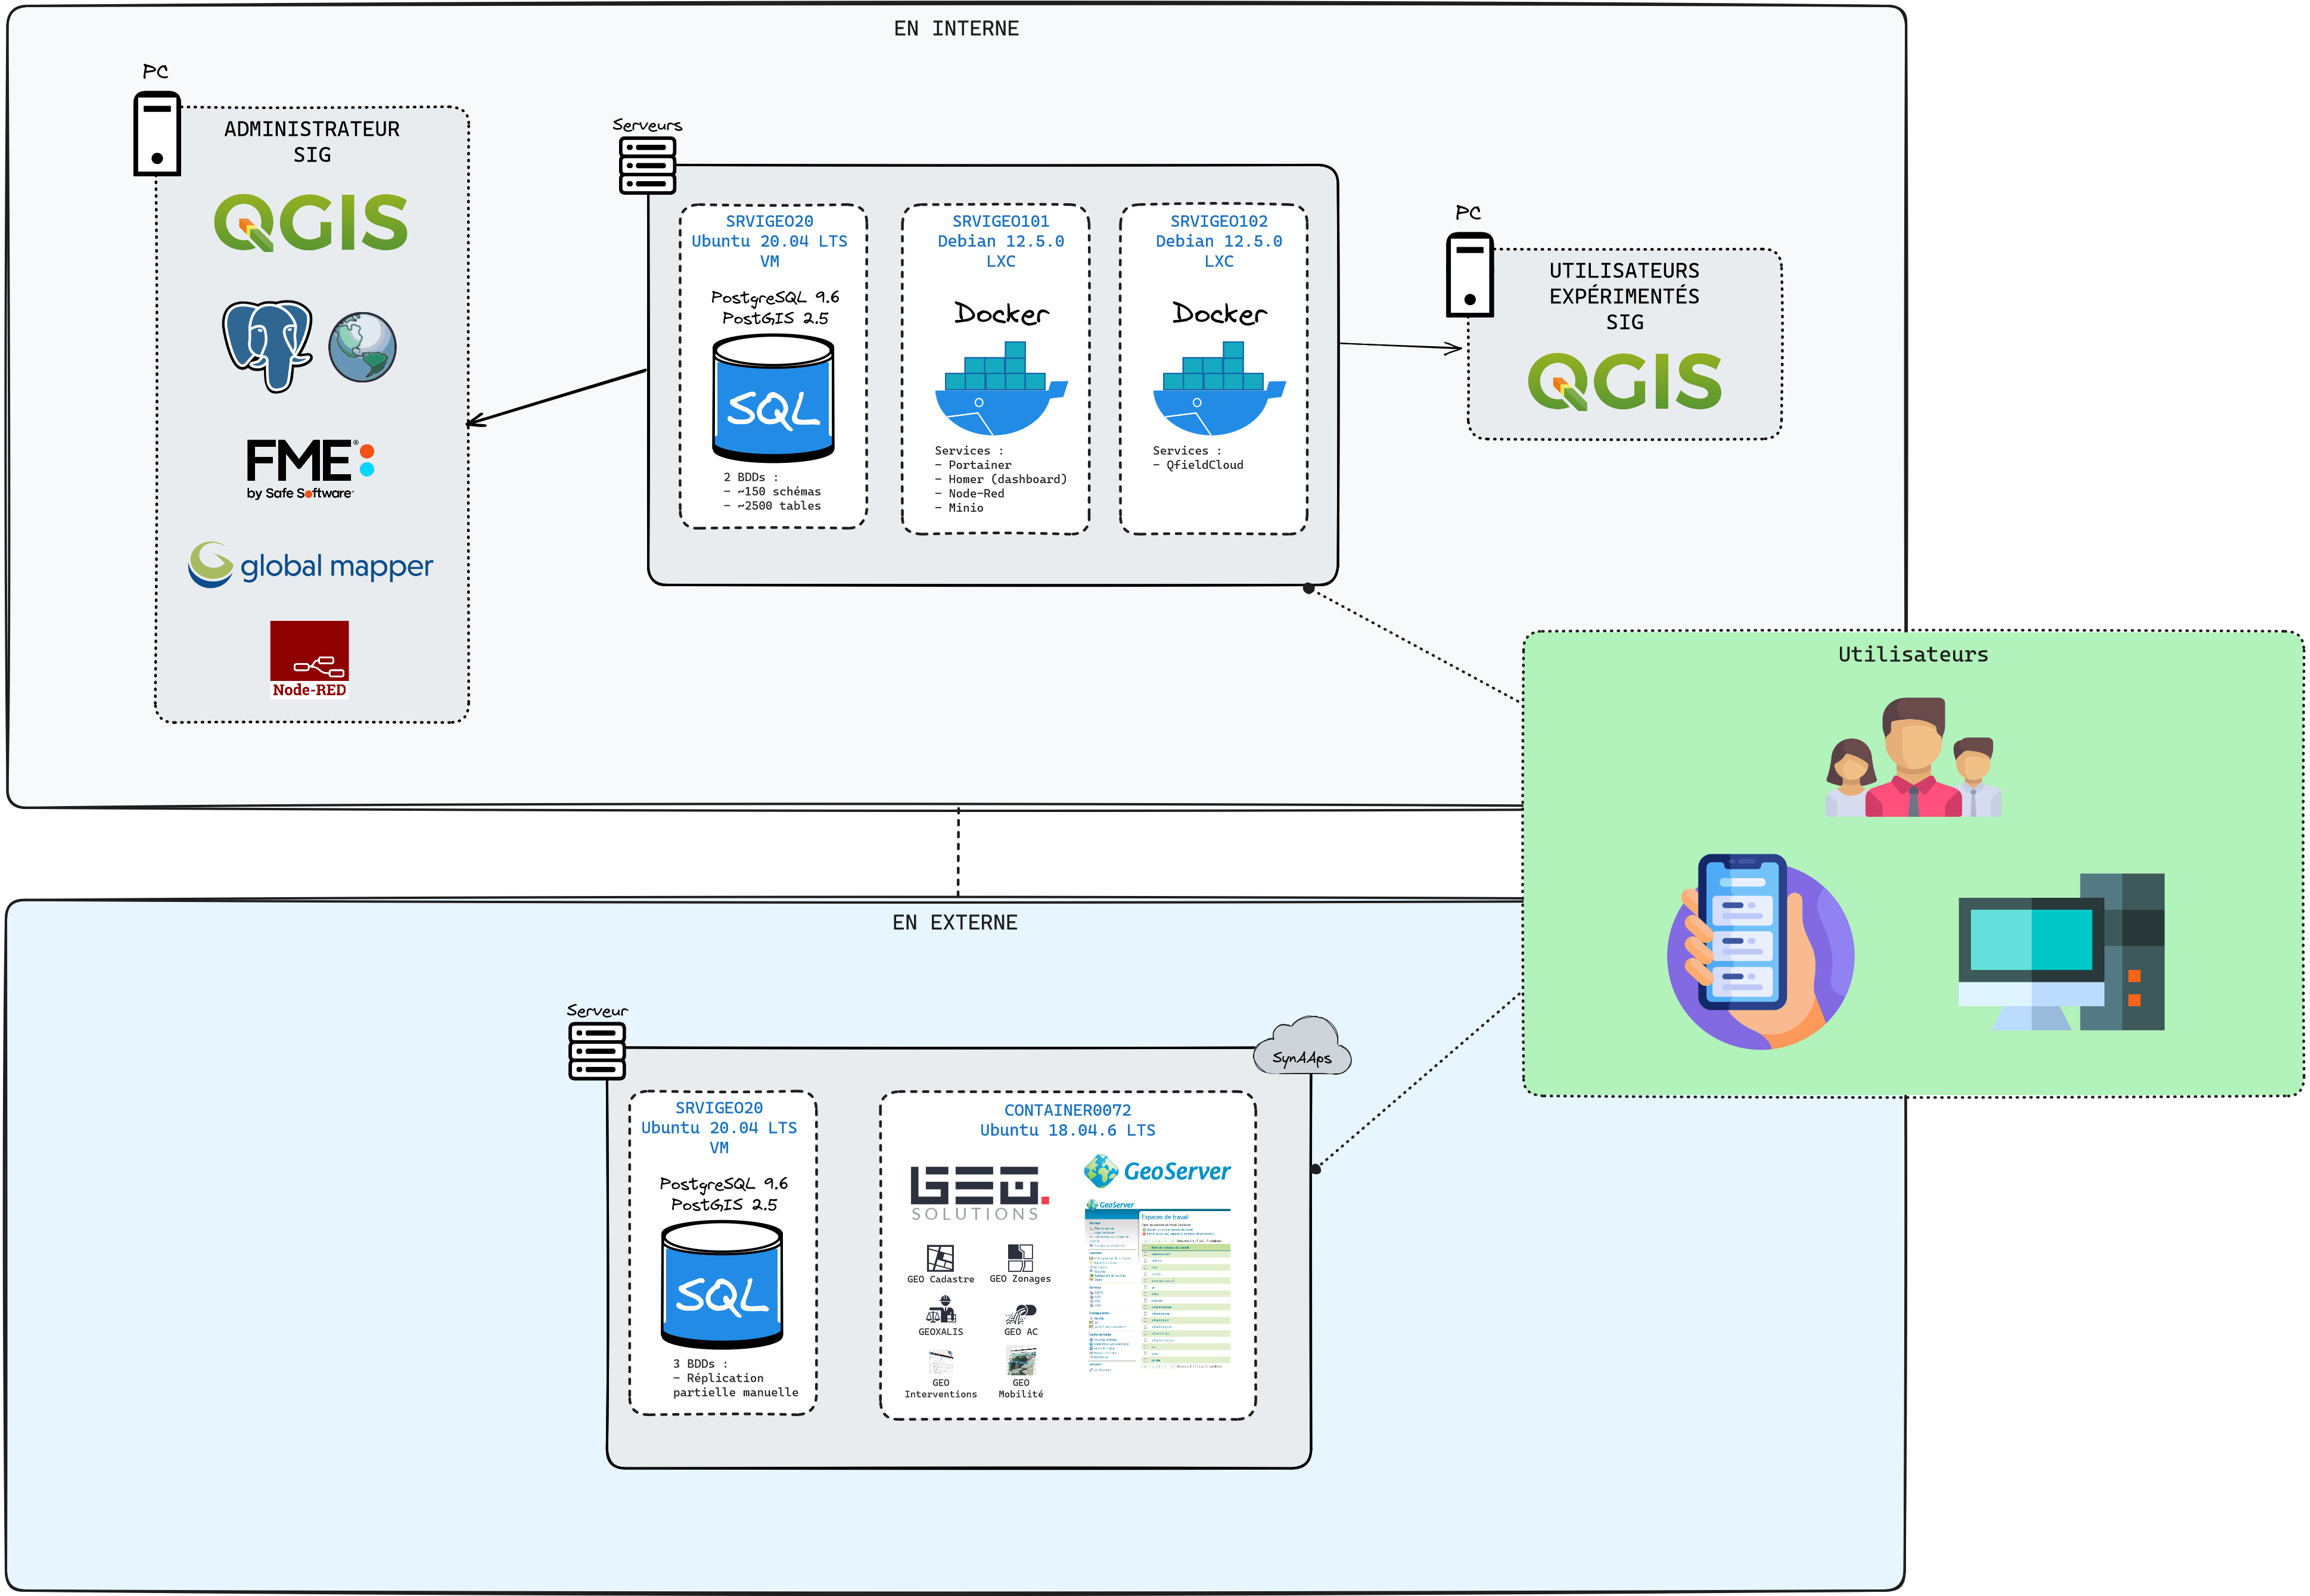 EN INTERNE
PC
ADMINISTRATEUR
SIG
QGIS
FME®
by Safe Software
global mapper
Node-RED
Serveurs
SRVIGEO20
Ubuntu 20.04 LTS
VM
PostgreSQL 9.6
PostGIS 2.5
SQL
2 BDDs :
- ~150 schémas
- ~2500 tables
SRVIGEO101
Debian 12.5.0
LXC
Docker
Services :
- Portainer
- Homer (dashboard)
- Node-Red
- Minio
SRVIGEO102
Debian 12.5.0
LXC
Docker
Services :
- QfieldCloud
PC
UTILISATEURS
EXPÉRIMENTÉS
SIG
QGIS
Utilisateurs
EN EXTERNE
Serveur
SynAAps
SRVIGEO20
Ubuntu 20.04 LTS
VM
PostgreSQL 9.6
PostGIS 2.5
SQL
3 BDDs :
- Réplication
partielle manuelle
CONTAINER0072
Ubuntu 18.04.6 LTS
GEO.
SOLUTIONS
GEO Cadastre
GEO Zonages
GEOXALIS
GEO AC
GEO
Interventions
GEO
Mobilité
GeoServer
GeoServer
Espaces de travail